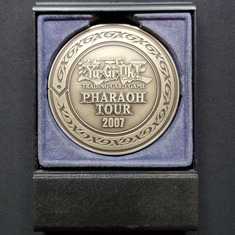 Yu-Gi-Oh!
TRADING CARD GAME
PHARAOH
TOUR
2007